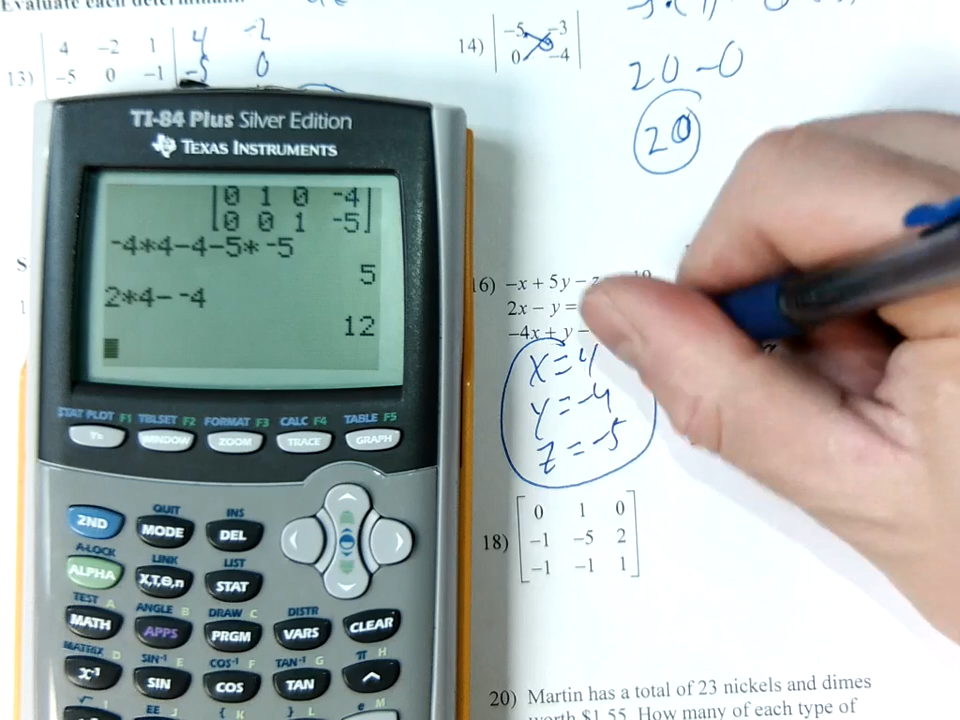 Evaluate each
13) 4 -2 1 4 -2
-5 0 -1 -5 0
14) -5 -3
0 -4
20 - 0
20
TI-84 Plus Silver Edition
TEXAS INSTRUMENTS
[0 1 0 -4]
[0 0 1 -5]
-4*4-4-5*-5
5
2*4--4
12
16) -x + 5y - z
2x - y =
-4x + y -
x = 4
y = -4
z = -5
STAT PLOT F1 TBLSET F2 FORMAT F3 CALC F4 TABLE F5
Y= WINDOW ZOOM TRACE GRAPH
QUIT INS
2ND MODE DEL
A-LOCK LINK LIST
ALPHA X,T,θ,n STAT
TEST A ANGLE B DRAW C DISTR
MATH APPS PRGM VARS CLEAR
MATRIX D SIN⁻¹ E COS⁻¹ F TAN⁻¹ G π H
x⁻¹ SIN COS TAN ^
EE J { K } L e M
18) 0 1 0
-1 -5 2
-1 -1 1
20) Martin has a total of 23 nickels and dimes
worth $1.55. How many of each type of